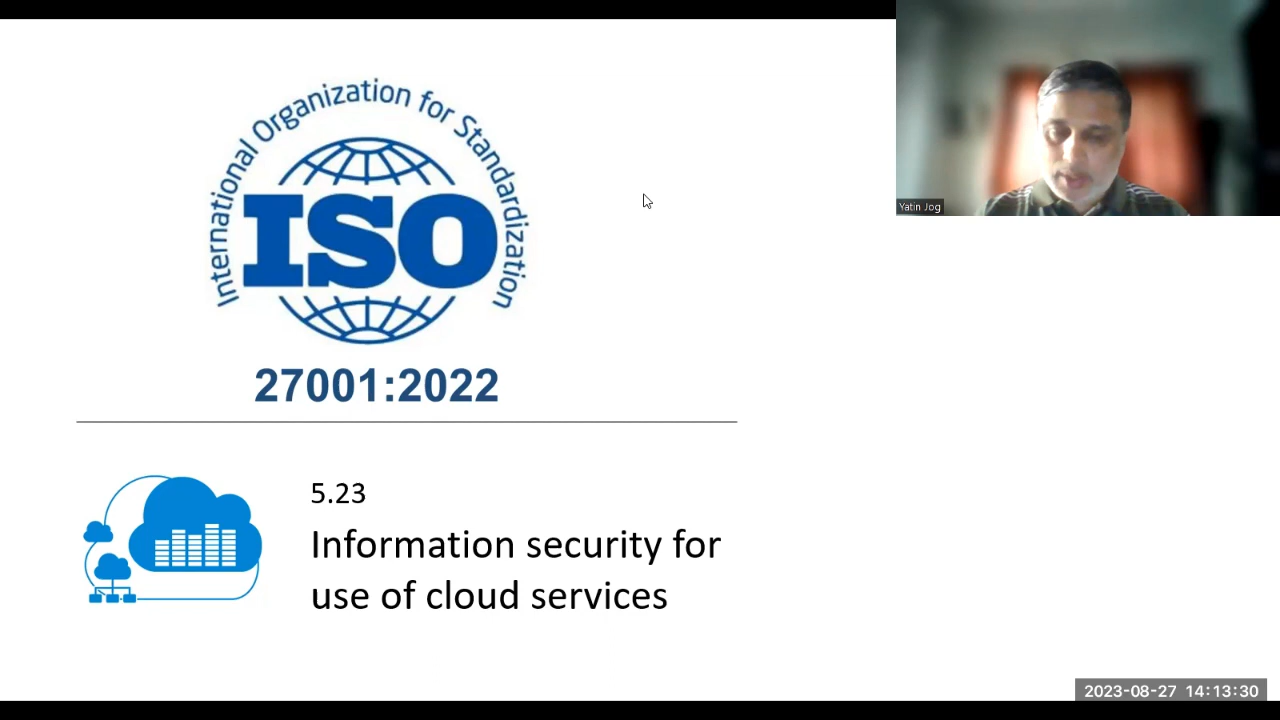 International Organization for Standardization
ISO
27001:2022
5.23
Information security for
use of cloud services
Yatin Jog
2023-08-27 14:13:30